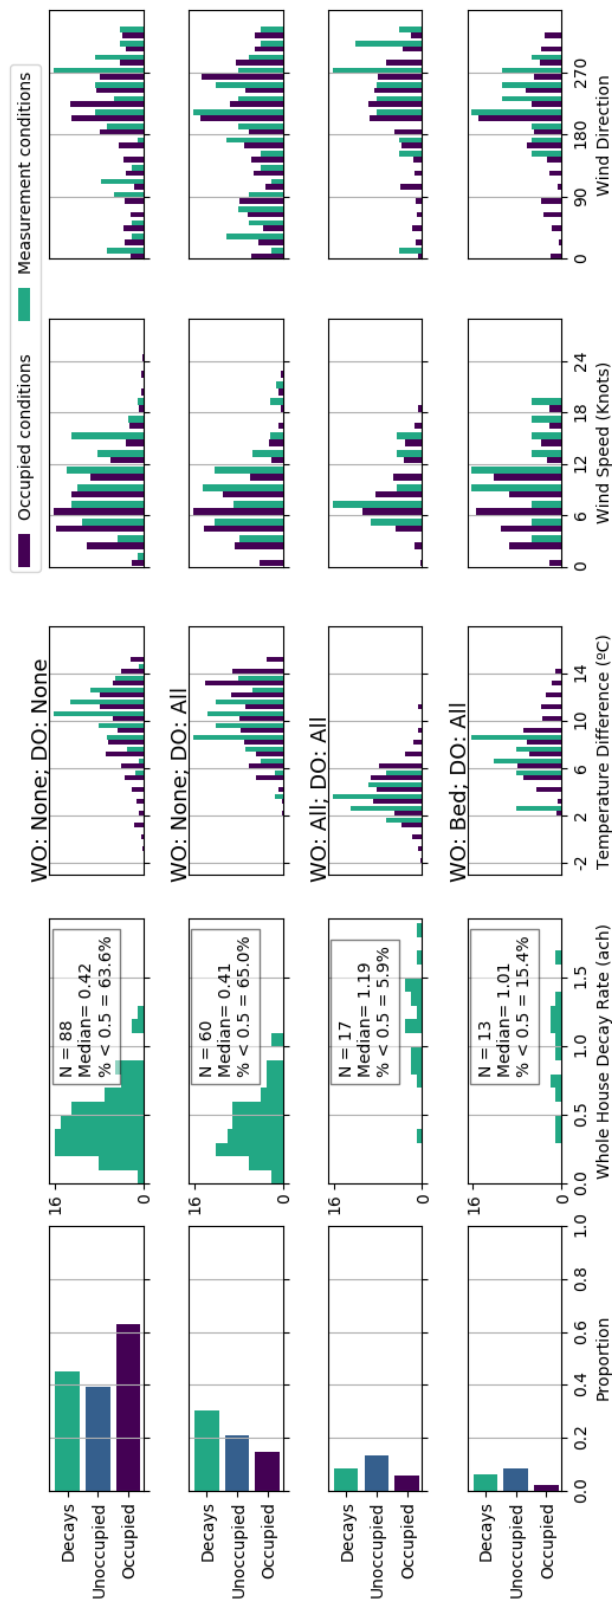 Occupied conditions
Measurement conditions
WO: None; DO: None
Decays
Unoccupied
Occupied
16
0
N = 88
Median= 0.42
% < 0.5 = 63.6%
WO: None; DO: All
Decays
Unoccupied
Occupied
16
0
N = 60
Median= 0.41
% < 0.5 = 65.0%
WO: All; DO: All
Decays
Unoccupied
Occupied
16
0
N = 17
Median= 1.19
% < 0.5 = 5.9%
WO: Bed; DO: All
Decays
Unoccupied
Occupied
16
0
N = 13
Median= 1.01
% < 0.5 = 15.4%
0.0 0.2 0.4 0.6 0.8 1.0
Proportion
0.0 0.5 1.0 1.5
Whole House Decay Rate (ach)
-2 2 6 10 14
Temperature Difference (ºC)
0 6 12 18 24
Wind Speed (Knots)
0 90 180 270
Wind Direction